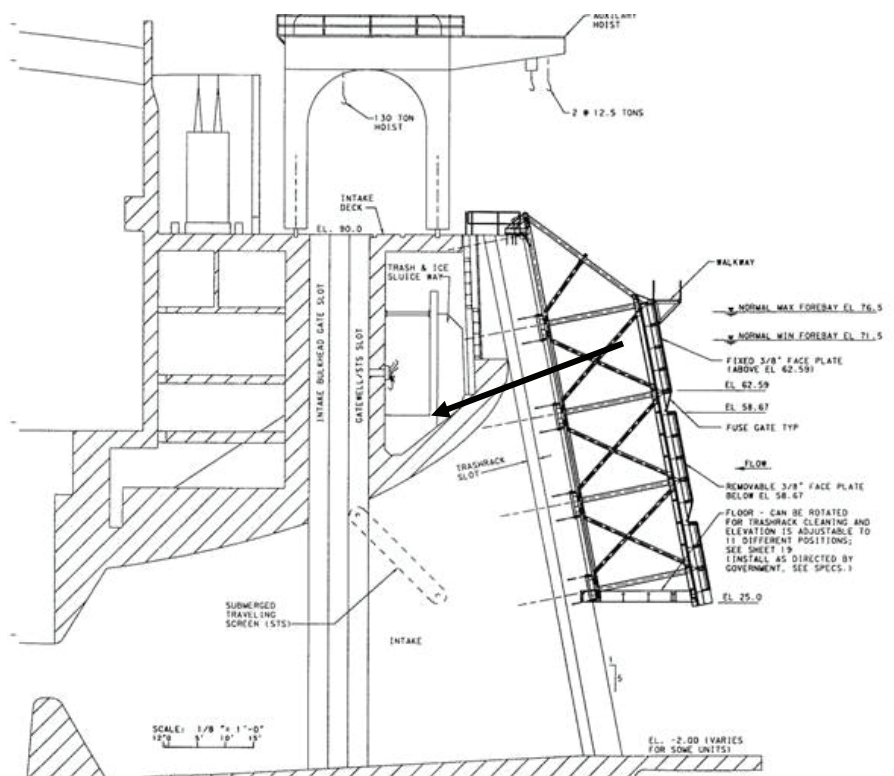 AUXILARY
HOIST
130 TON
HOIST
2 @ 12.5 TONS
INTAKE
DECK
EL. 90.0
TRASH & ICE
SLUICE WAY
WALKWAY
NORMAL MAX FOREBAY EL 76.5
NORMAL MIN FOREBAY EL 71.5
FIXED 3/8" FACE PLATE
(ABOVE EL 62.59)
EL 62.59
EL 58.67
FUSE GATE TYP
FLOW
REMOVABLE 3/8" FACE PLATE
BELOW EL 58.67
FLOOR - CAN BE ROTATED
FOR TRASHRACK CLEANING AND
ELEVATION IS ADJUSTABLE TO
11 DIFFERENT POSITIONS;
SEE SHEET 19
(INSTALL AS DIRECTED BY
GOVERNMENT, SEE SPECS.)
EL 25.0
INTAKE BULKHEAD GATE SLOT
GATEWELL/STS SLOT
TRASHRACK
SLOT
SUBMERGED
TRAVELING
SCREEN (STS)
INTAKE
1
5
SCALE: 1/8 "= 1'-0"
12"0 5' 10' 15'
EL. -2.00 (VARIES
FOR SOME UNITS)